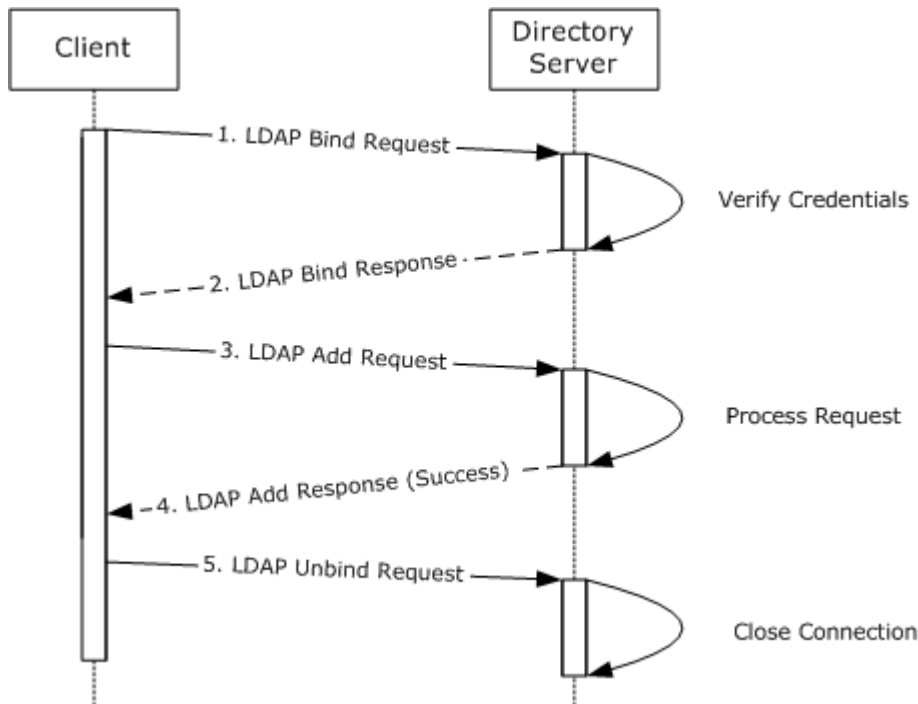 Client
Directory
Server
1. LDAP Bind Request
Verify Credentials
2. LDAP Bind Response
3. LDAP Add Request
Process Request
4. LDAP Add Response (Success)
5. LDAP Unbind Request
Close Connection